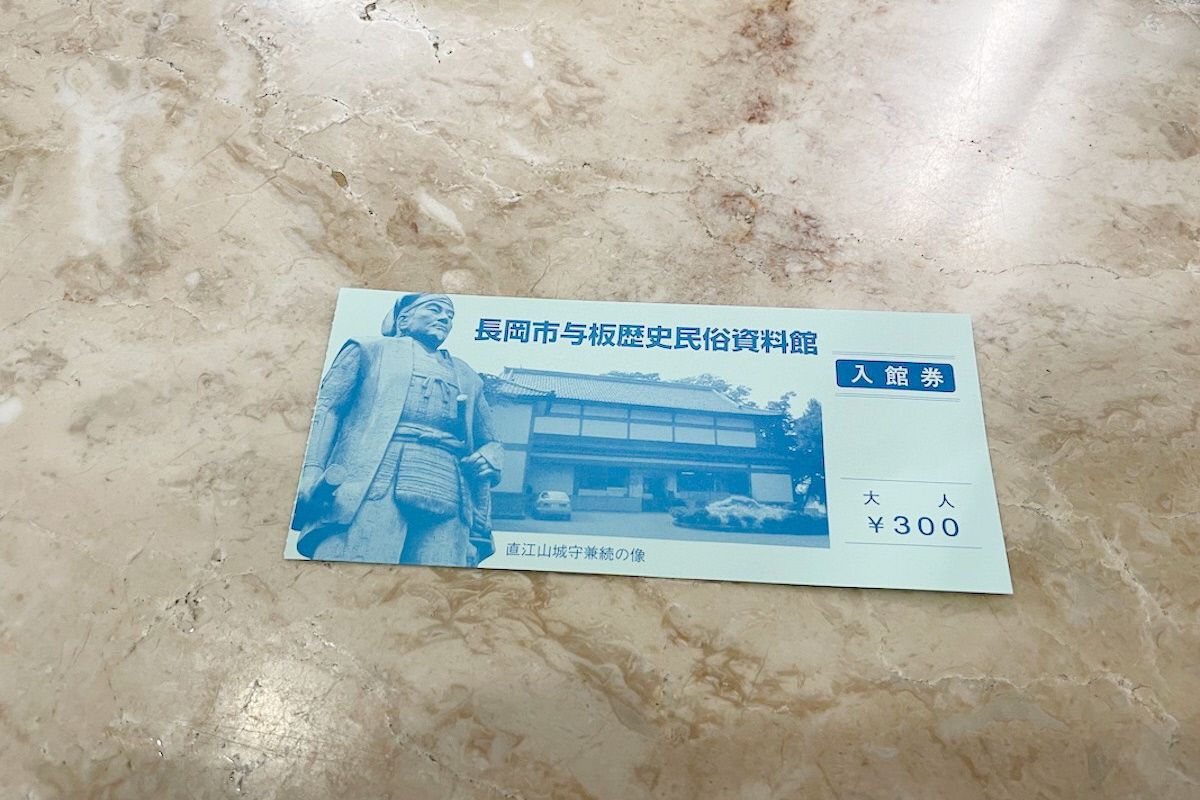 長岡市与板歴史民俗資料館
入館券
大人
￥300
直江山城守兼続の像